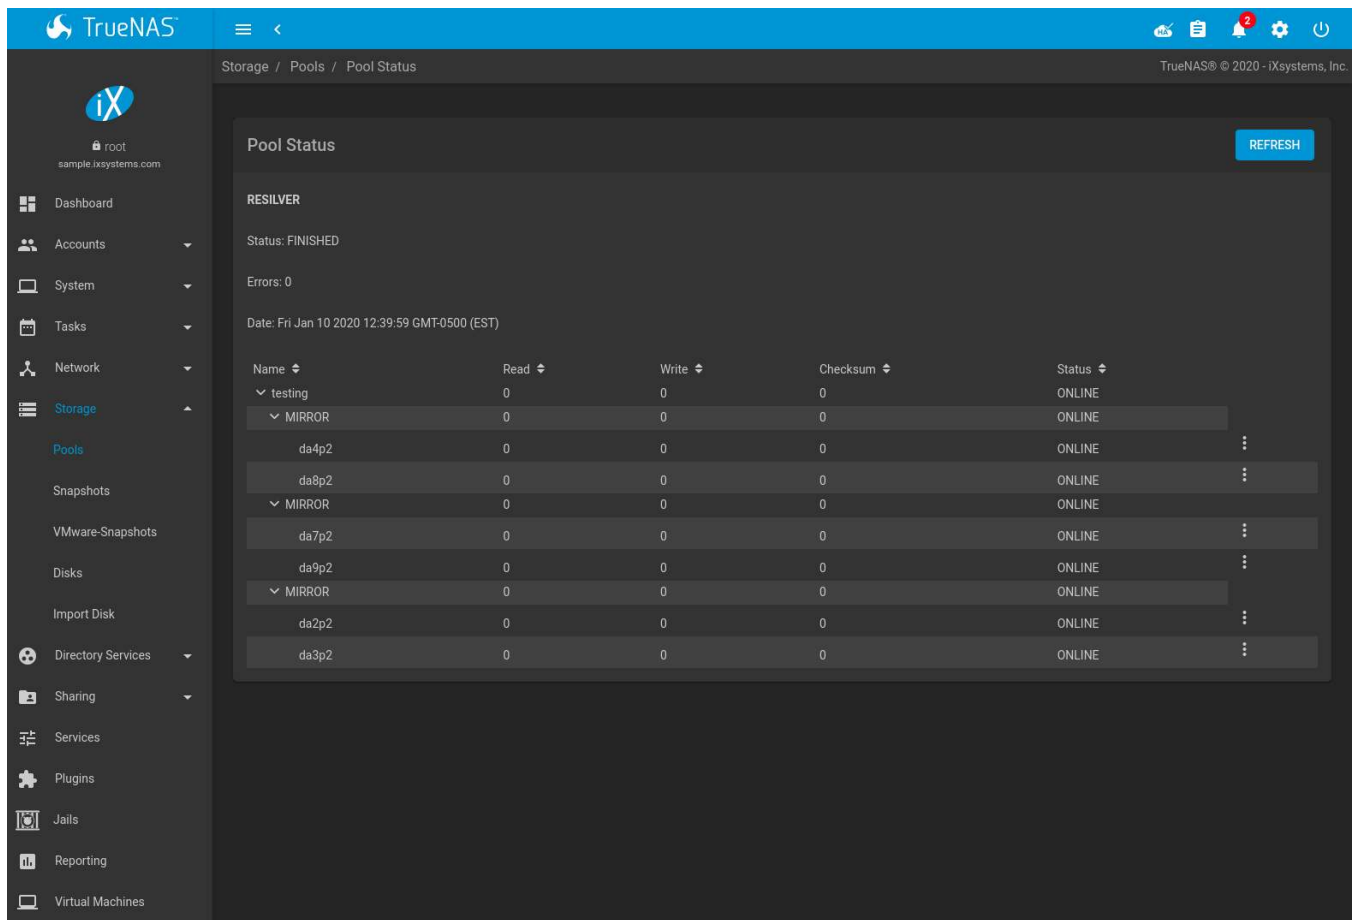 TrueNAS
HA
2
Storage / Pools / Pool Status
TrueNAS® © 2020 - iXsystems, Inc.
iX
root
sample.ixsystems.com
Dashboard
Accounts
System
Tasks
Network
Storage
Pools
Snapshots
VMware-Snapshots
Disks
Import Disk
Directory Services
Sharing
Services
Plugins
Jails
Reporting
Virtual Machines
Pool Status
REFRESH
RESILVER
Status: FINISHED
Errors: 0
Date: Fri Jan 10 2020 12:39:59 GMT-0500 (EST)
Name Read Write Checksum Status
testing 0 0 0 ONLINE
MIRROR 0 0 0 ONLINE
da4p2 0 0 0 ONLINE
da8p2 0 0 0 ONLINE
MIRROR 0 0 0 ONLINE
da7p2 0 0 0 ONLINE
da9p2 0 0 0 ONLINE
MIRROR 0 0 0 ONLINE
da2p2 0 0 0 ONLINE
da3p2 0 0 0 ONLINE